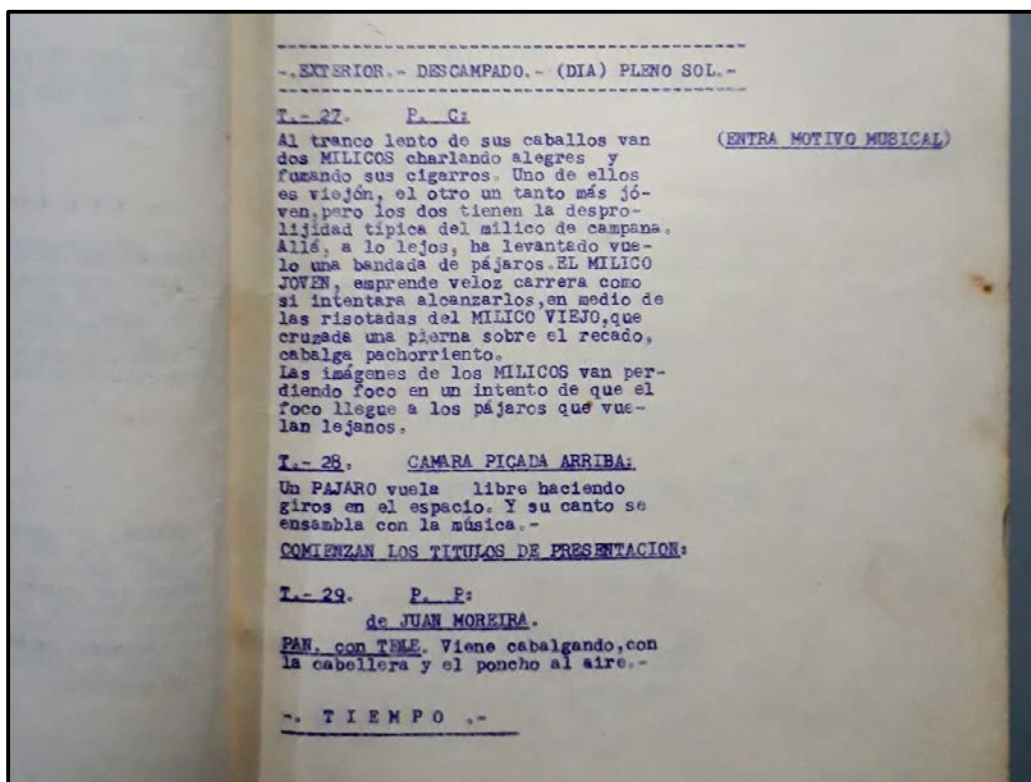 -.EXTERIOR.- DESCAMPADO.- (DIA) PLENO SOL.-
T.- 27.  P. C:
Al tranco lento de sus caballos van
(ENTRA MOTIVO MUSICAL)
dos MILICOS charlando alegres y
fumando sus cigarros. Uno de ellos
es viejón, el otro un tanto más jó-
ven,pero los dos tienen la despro-
lijidad típica del milico de campana.
Allá, a lo lejos, ha levantado vue-
lo una bandada de pájaros.EL MILICO
JOVEN, emprende veloz carrera como
si intentara alcanzarlos,en medio de
las risotadas del MILICO VIEJO,que
cruzada una pierna sobre el recado,
cabalga pachorriento.
Las imágenes de los MILICOS van per-
diendo foco en un intento de que el
foco llegue a los pájaros que vue-
lan lejanos.
T.- 28.  CAMARA PICADA ARRIBA:
Un PAJARO vuela libre haciendo
giros en el espacio. Y su canto se
ensambla con la música.-
COMIENZAN LOS TITULOS DE PRESENTACION:
T.- 29.  P. P:
de JUAN MOREIRA.
PAN. con TELE. Viene cabalgando,con
la cabellera y el poncho al aire.-
-. T I E M P O .-